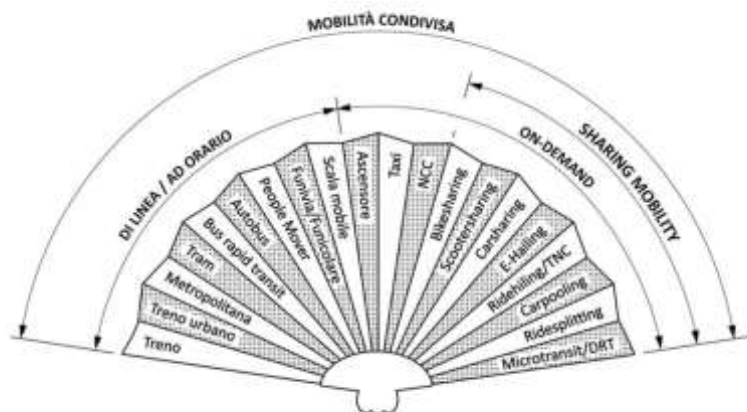 MOBILITÀ CONDIVISA
DI LINEA / AD ORARIO
ON-DEMAND
SHARING MOBILITY
Treno
Treno urbano
Metropolitana
Tram
Bus rapid transit
Autobus
People Mover
Funivia/Funicolare
Scala mobile
Ascensore
Taxi
NCC
Bikesharing
Scootersharing
Carsharing
E-Hailing
Ridehiling/TNC
Carpooling
Ridesplitting
Microtransit/DRT